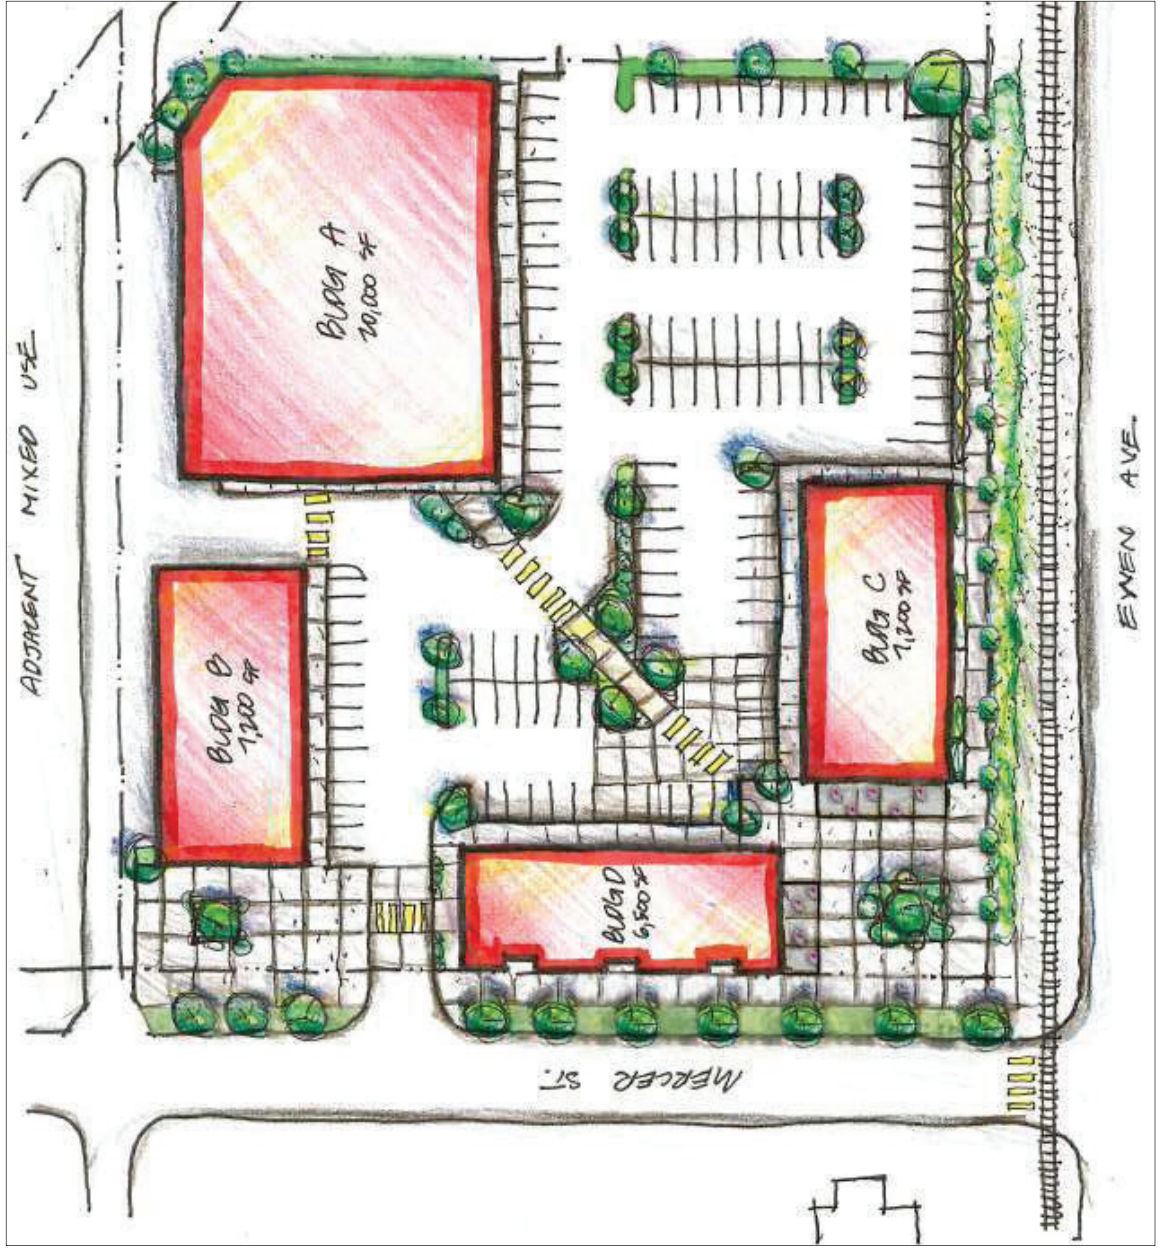 BLDG A
20,000 SF
ADJACENT MIXED USE
EWEN AVE.
BLDG C
7,200 SF
BLDG B
7,200 SF
BLDG D
6,500 SF
MERCER ST.